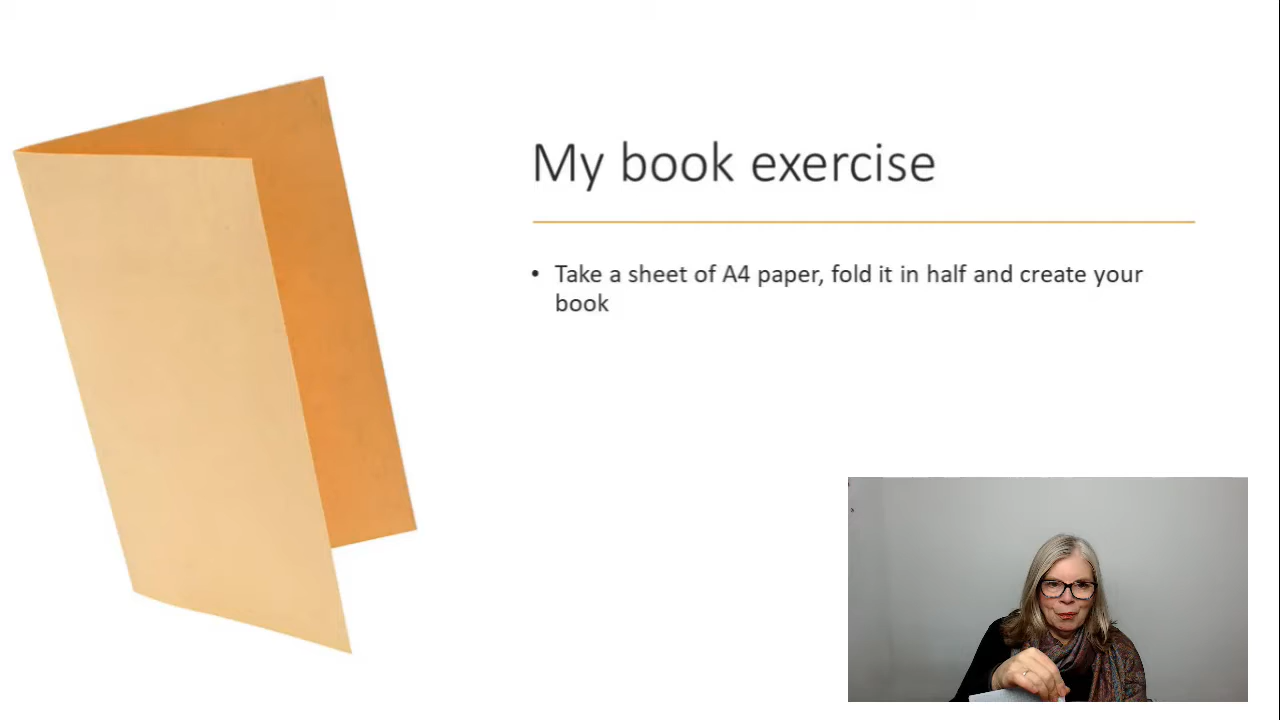 My book exercise
• Take a sheet of A4 paper, fold it in half and create your
book